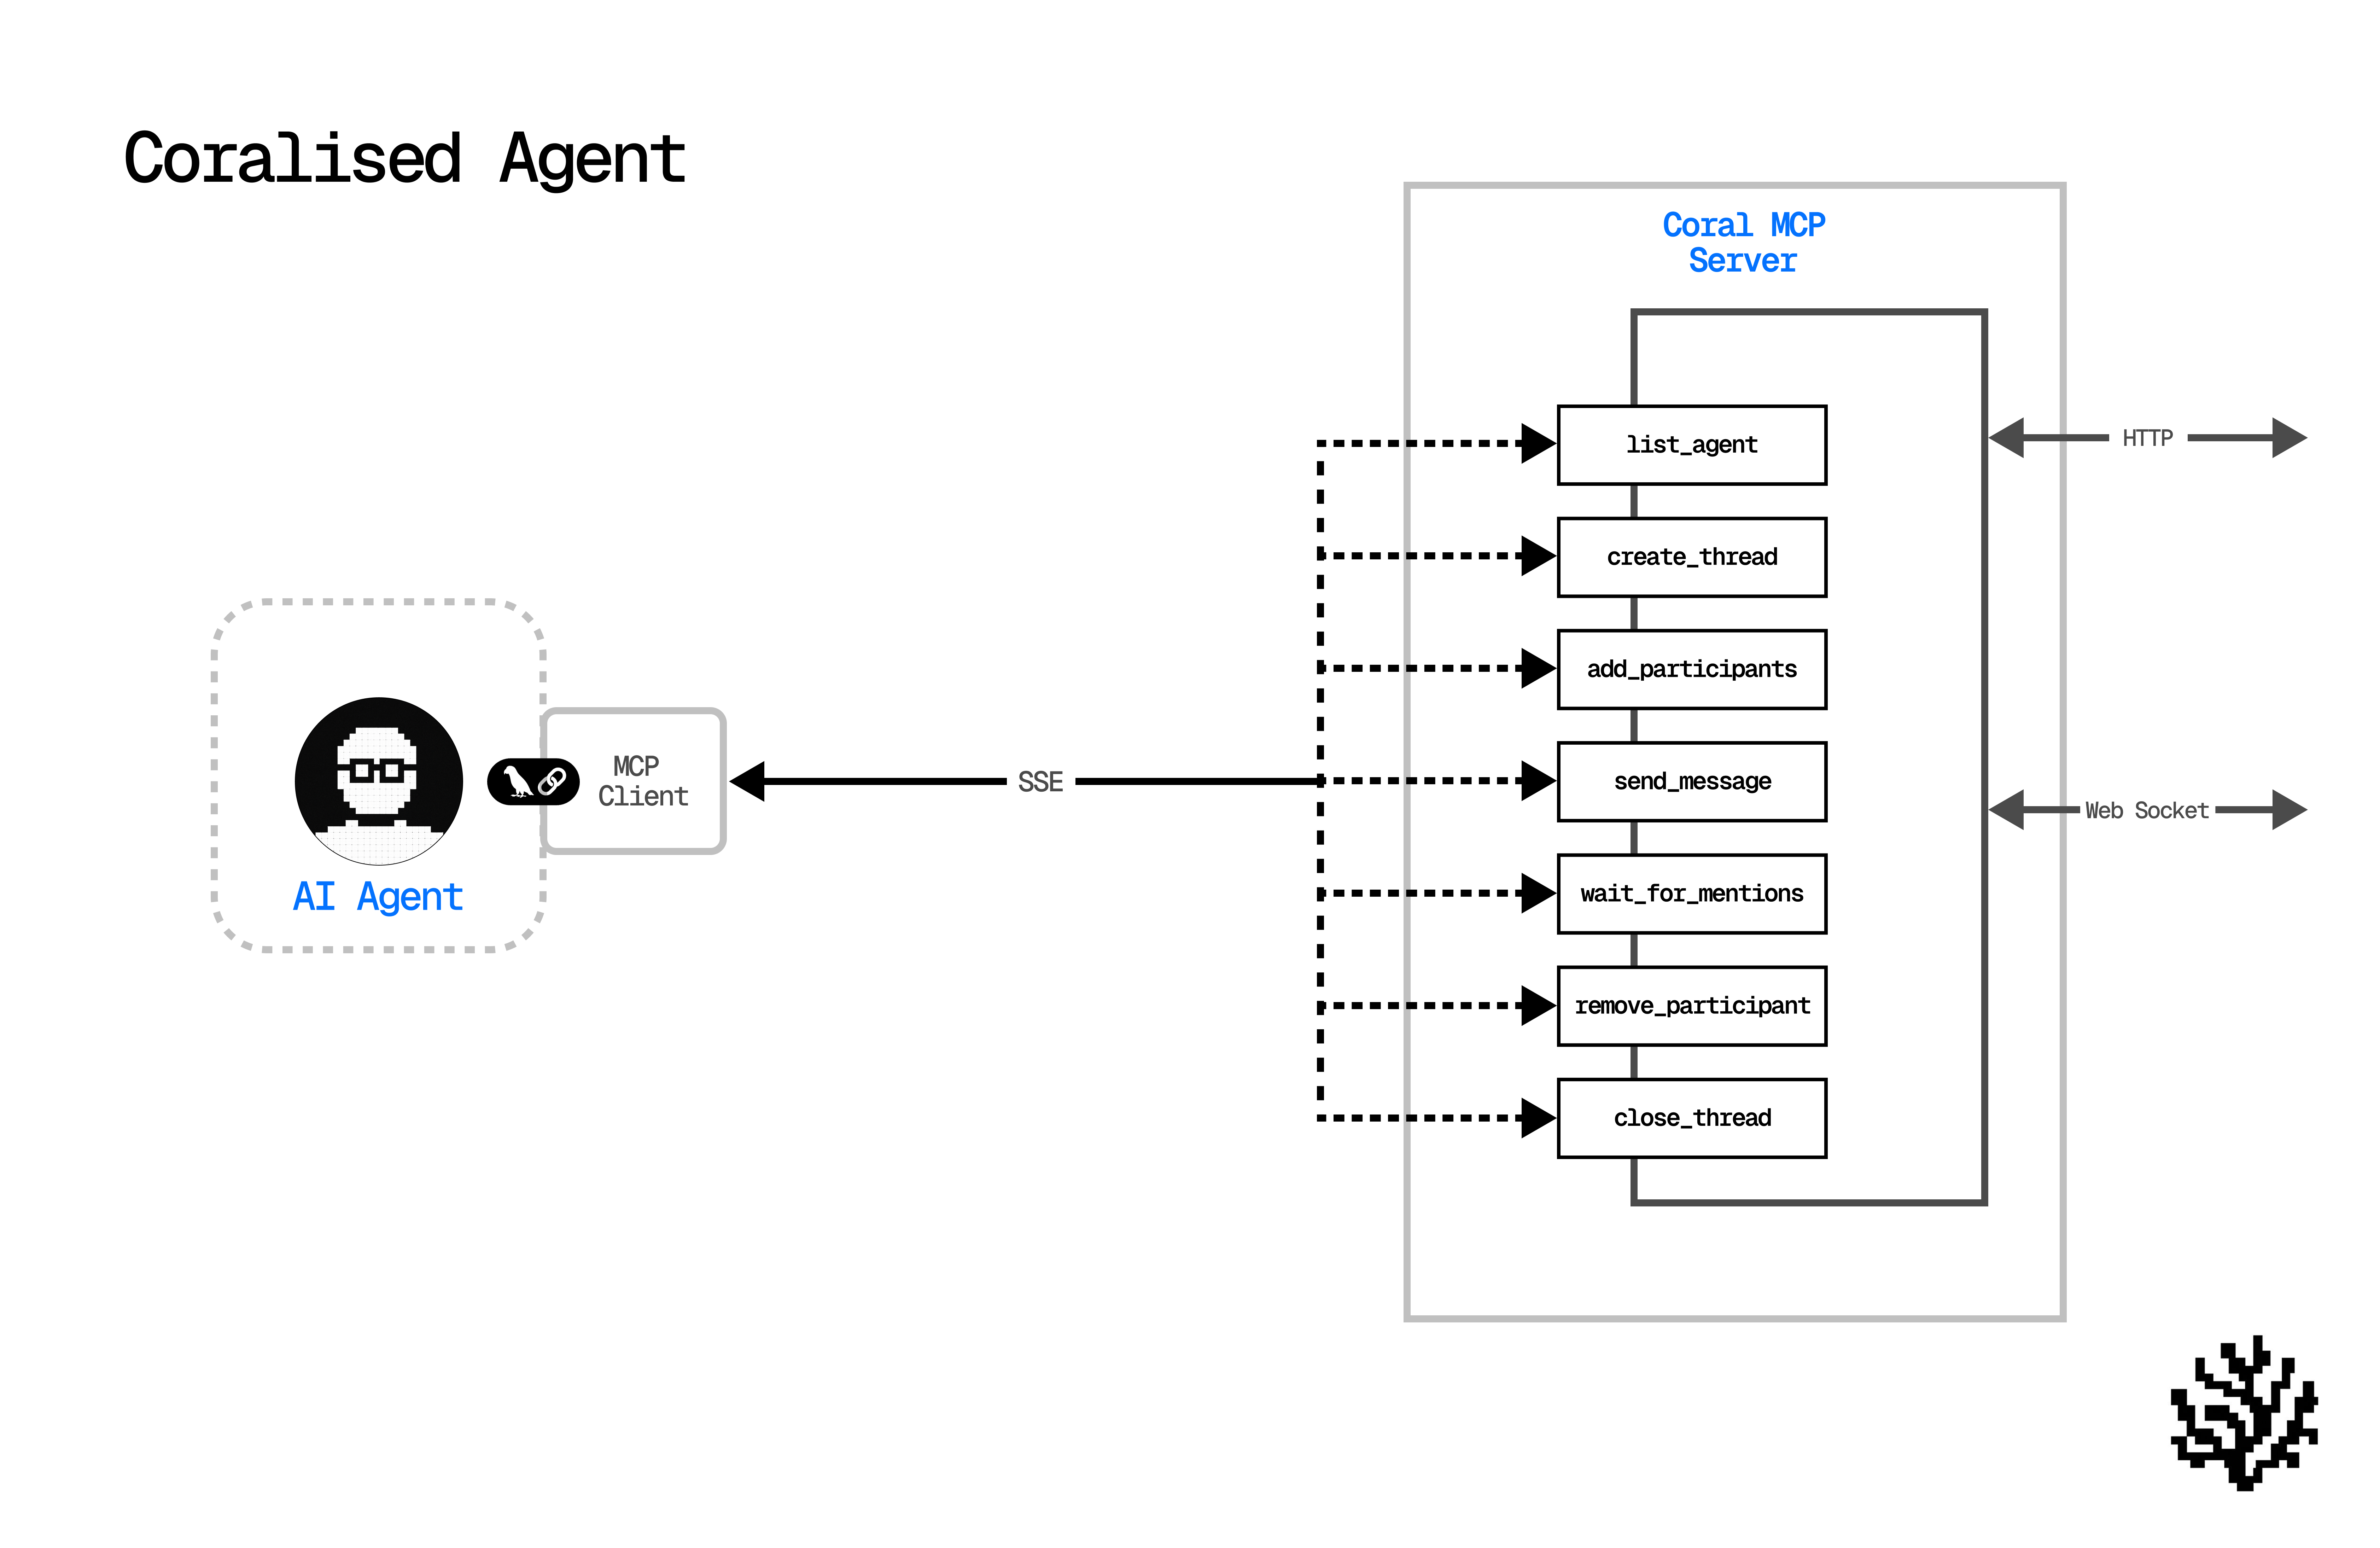 Coralised Agent
Coral MCP
Server
list_agent
HTTP
create_thread
add_participants
MCP
Client
SSE
send_message
Web Socket
AI Agent
wait_for_mentions
remove_participant
close_thread